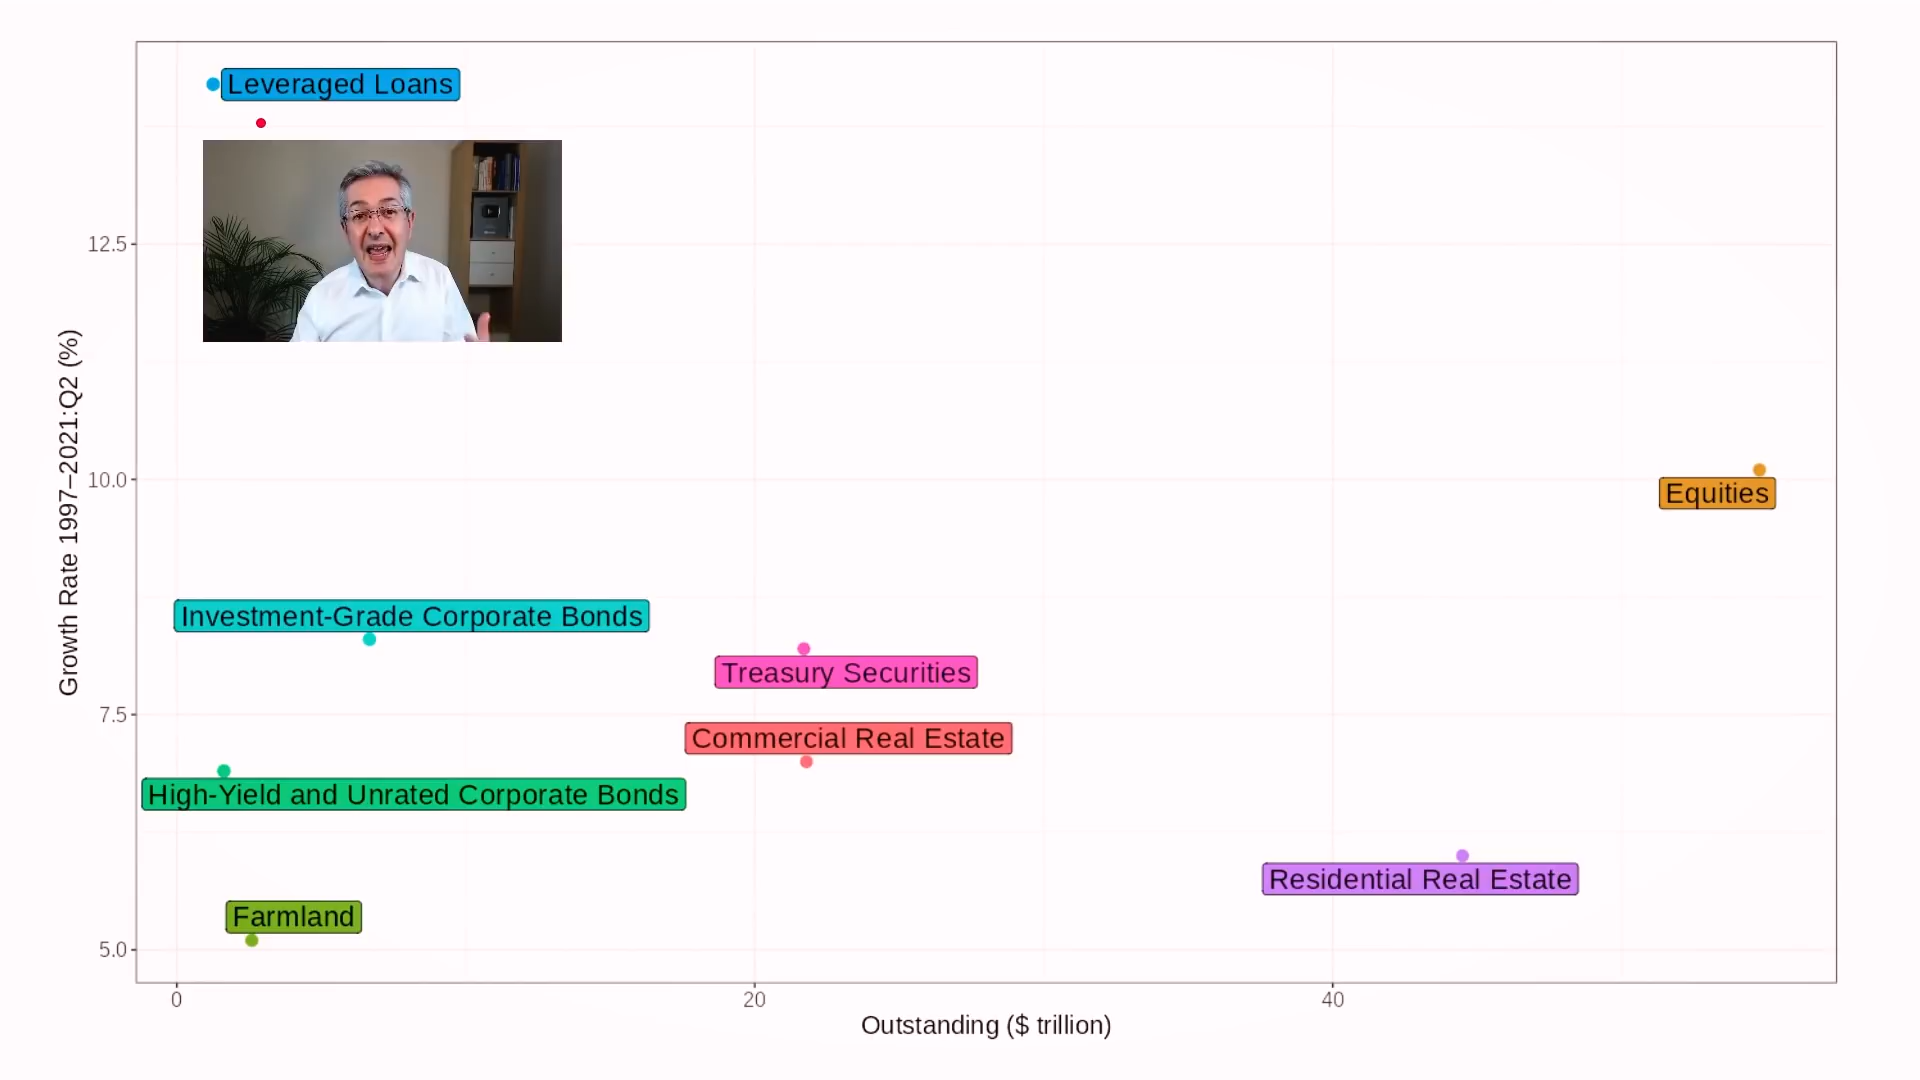 Leveraged Loans
12.5
Growth Rate 1997–2021:Q2 (%)
10.0
Equities
Investment-Grade Corporate Bonds
Treasury Securities
7.5
Commercial Real Estate
High-Yield and Unrated Corporate Bonds
Residential Real Estate
Farmland
5.0
0
20
40
Outstanding ($ trillion)